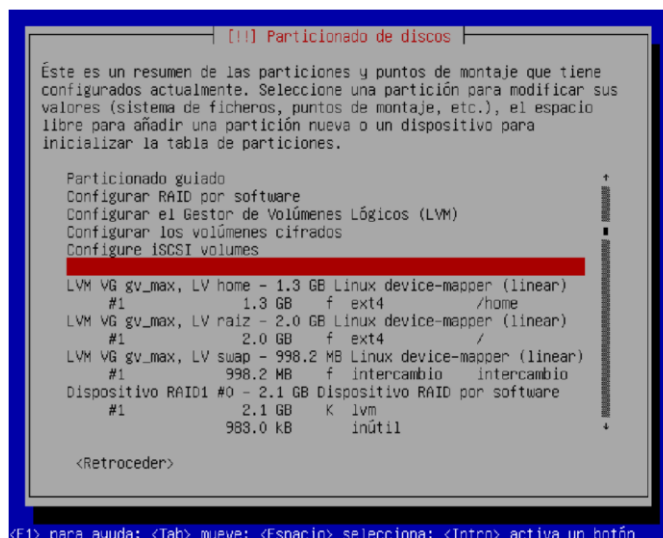 [!!] Particionado de discos
Éste es un resumen de las particiones y puntos de montaje que tiene
configurados actualmente. Seleccione una partición para modificar sus
valores (sistema de ficheros, puntos de montaje, etc.), el espacio
libre para añadir una partición nueva o un dispositivo para
inicializar la tabla de particiones.
Particionado guiado
Configurar RAID por software
Configurar el Gestor de Volúmenes Lógicos (LVM)
Configurar los volúmenes cifrados
Configure iSCSI volumes
LVM VG gv_max, LV home - 1.3 GB Linux device-mapper (linear)
#1 1.3 GB f ext4 /home
LVM VG gv_max, LV raiz - 2.0 GB Linux device-mapper (linear)
#1 2.0 GB f ext4 /
LVM VG gv_max, LV swap - 998.2 MB Linux device-mapper (linear)
#1 998.2 MB f intercambio intercambio
Dispositivo RAID1 #0 - 2.1 GB Dispositivo RAID por software
#1 2.1 GB K lvm
983.0 kB inútil
<Retroceder>
<F1> para ayuda; <Tab> mueve; <Espacio> selecciona; <Intro> activa un botón